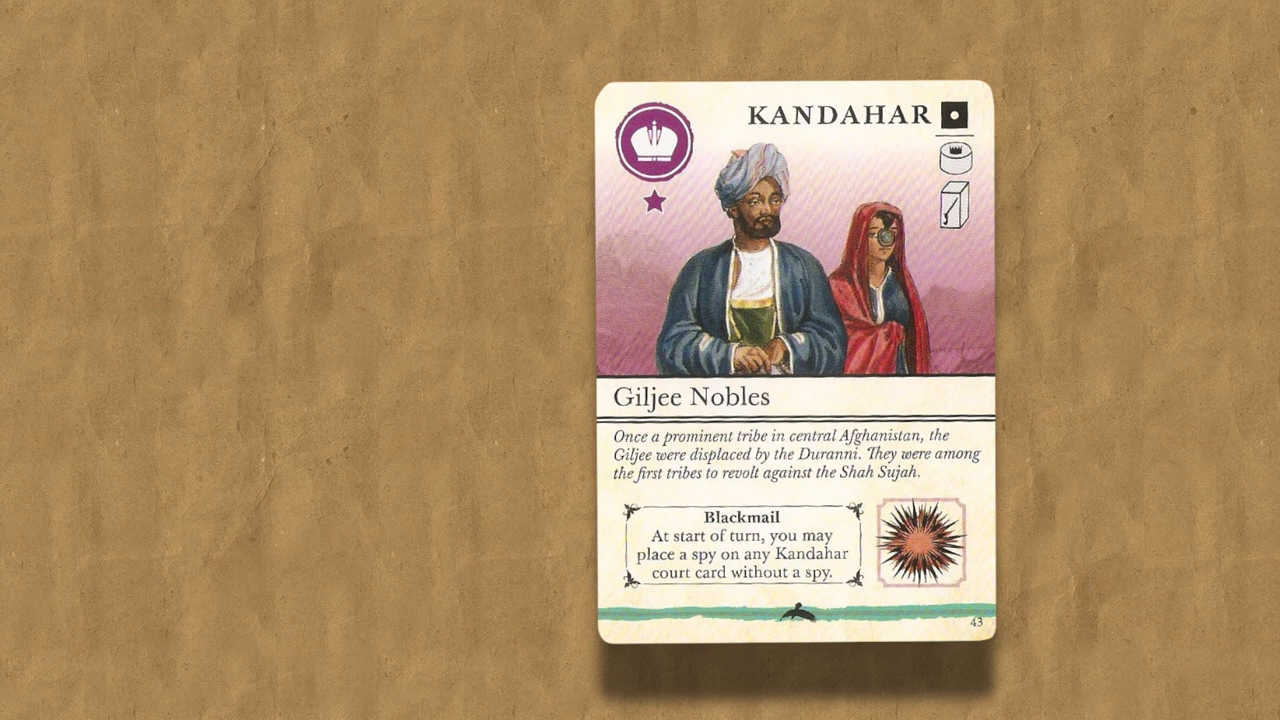 KANDAHAR
Giljee Nobles
Once a prominent tribe in central Afghanistan, the
Giljee were displaced by the Duranni. They were among
the first tribes to revolt against the Shah Sujah.
Blackmail
At start of turn, you may
place a spy on any Kandahar
court card without a spy.
43